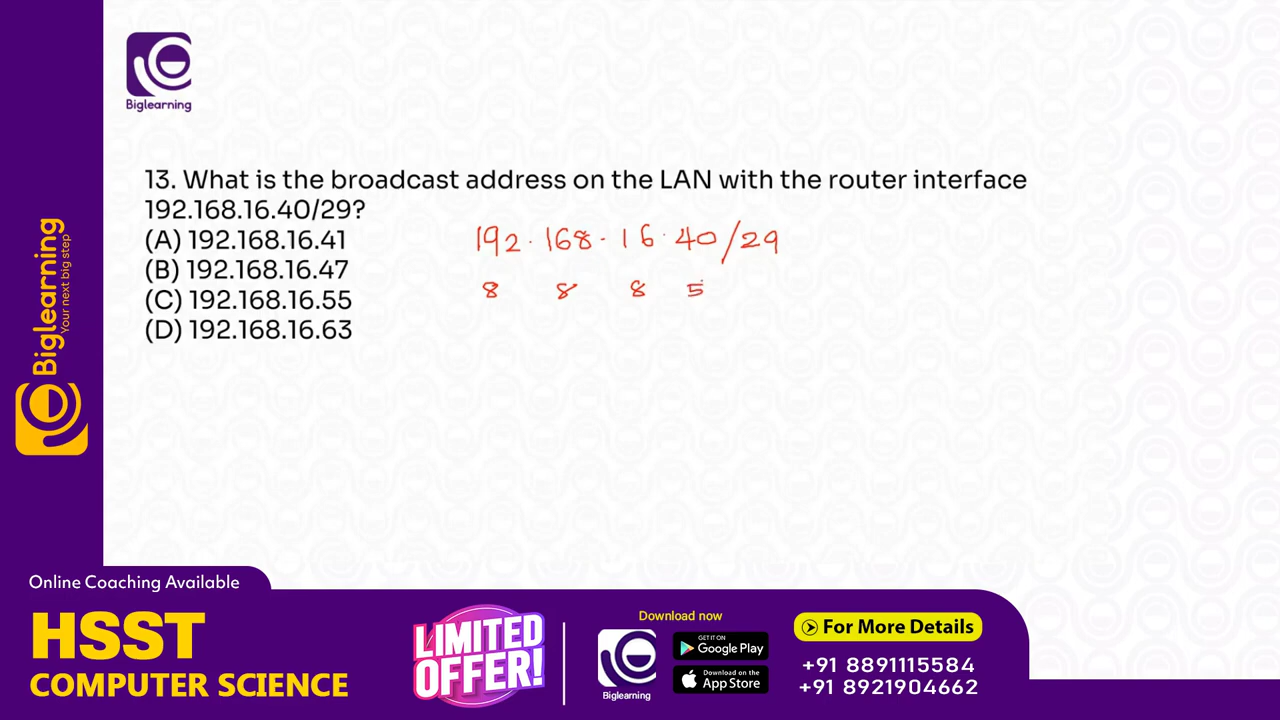 Biglearning
13. What is the broadcast address on the LAN with the router interface
192.168.16.40/29?
(A) 192.168.16.41
(B) 192.168.16.47
(C) 192.168.16.55
(D) 192.168.16.63
192.168.16.40/29
8 8 8 5
Biglearning
Your next big step
Online Coaching Available
HSST
COMPUTER SCIENCE
LIMITED
OFFER!
Download now
Biglearning
GET IT ON
Google Play
Download on the
App Store
For More Details
+91 8891115584
+91 8921904662